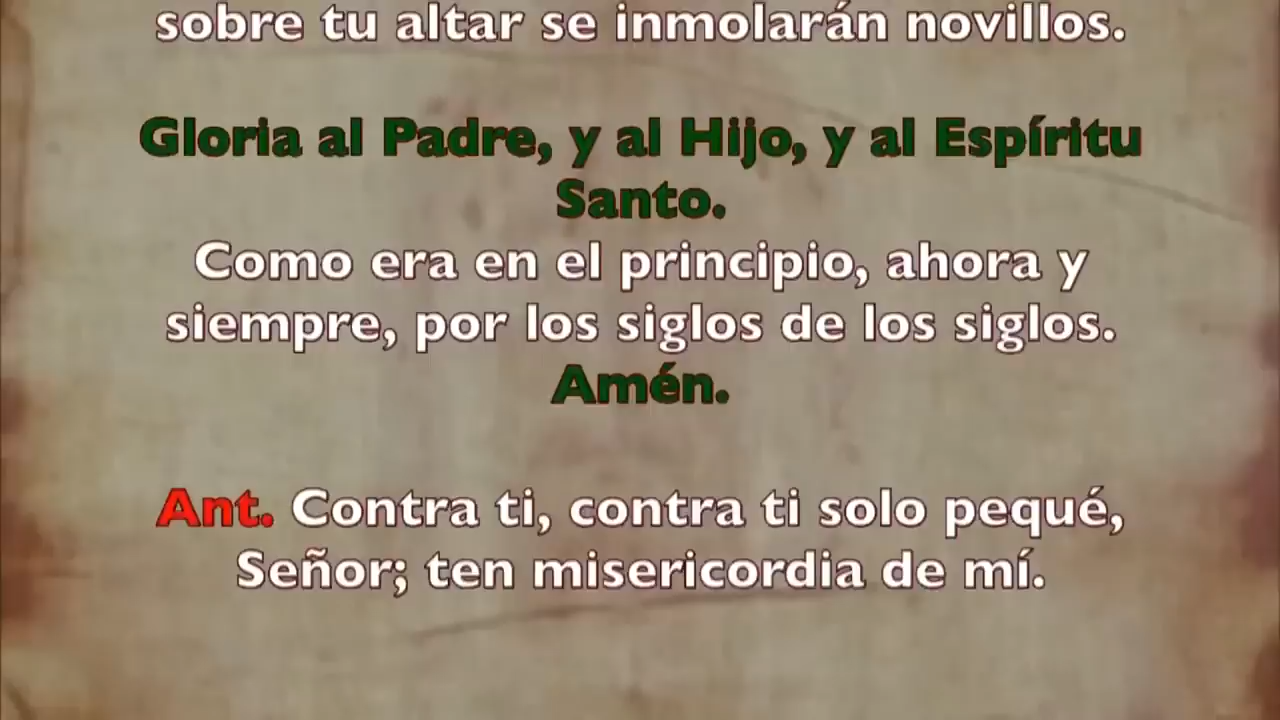 sobre tu altar se inmolarán novillos.
Gloria al Padre, y al Hijo, y al Espíritu
Santo.
Como era en el principio, ahora y
siempre, por los siglos de los siglos.
Amén.
Ant. Contra ti, contra ti solo pequé,
Señor; ten misericordia de mí.